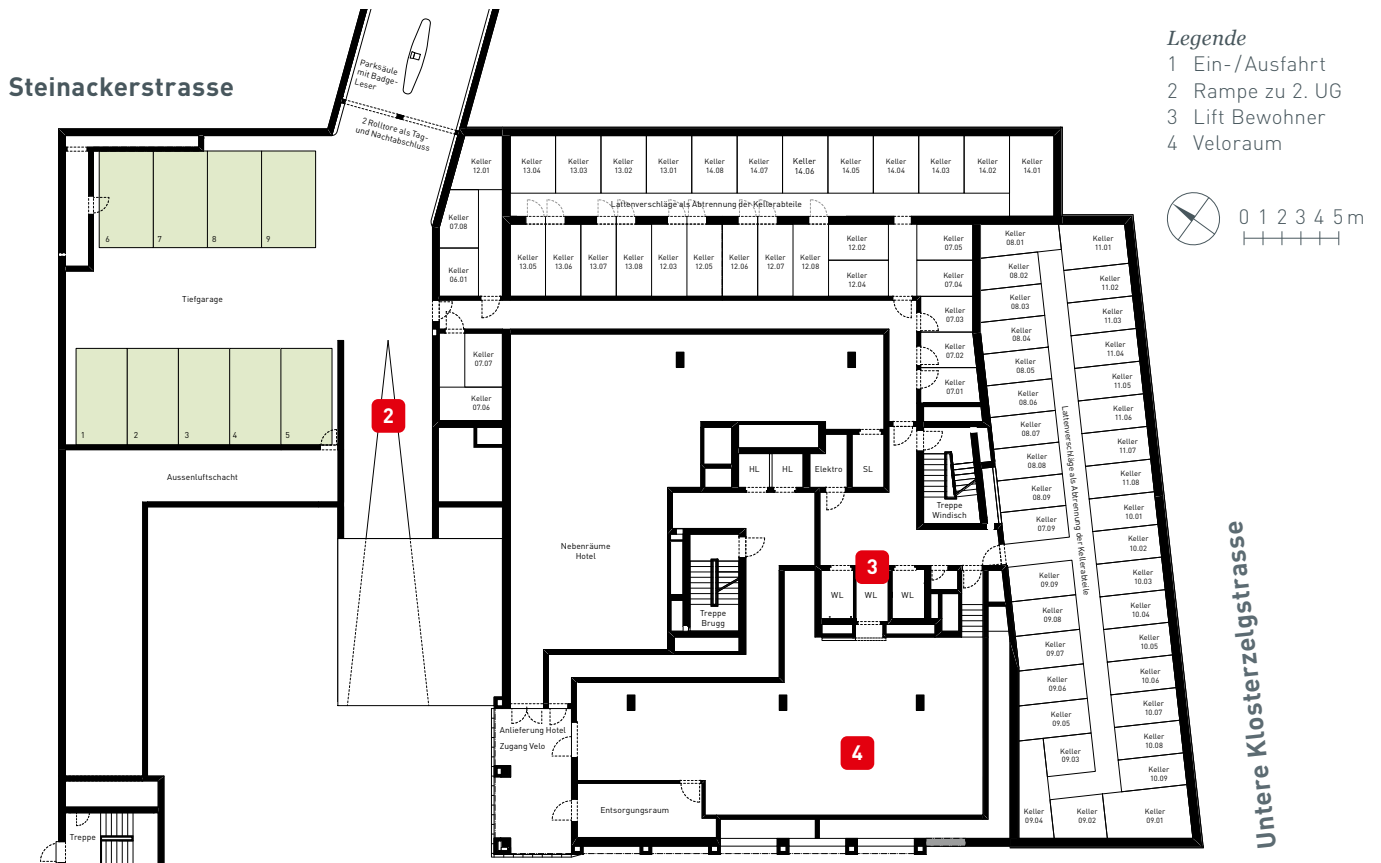 Steinackerstrasse
Parksäule
mit Badge-
Leser
2 Rolltore als Tag-
und Nachtabschluss
Legende
1 Ein-/Ausfahrt
2 Rampe zu 2. UG
3 Lift Bewohner
4 Veloraum
0 1 2 3 4 5 m
Keller
12.01
Keller
13.04
Keller
13.03
Keller
13.02
Keller
13.01
Keller
14.08
Keller
14.07
Keller
14.06
Keller
14.05
Keller
14.04
Keller
14.03
Keller
14.02
Keller
14.01
Lattenverschläge als Abtrennung der Kellerabteile
Keller
07.08
Keller
06.01
Keller
13.05
Keller
13.06
Keller
13.07
Keller
13.08
Keller
12.03
Keller
12.05
Keller
12.06
Keller
12.07
Keller
12.08
Keller
12.02
Keller
12.04
Keller
07.05
Keller
07.04
Keller
07.03
Keller
07.02
Keller
07.01
6
7
8
9
Tiefgarage
1
2
3
4
5
Aussenluftschacht
2
Keller
07.07
Keller
07.06
Keller
08.01
Keller
08.02
Keller
08.03
Keller
08.04
Keller
08.05
Keller
08.06
Keller
08.07
Keller
08.08
Keller
08.09
Keller
07.09
Keller
09.09
Keller
09.08
Keller
09.07
Keller
09.06
Keller
09.05
Keller
09.03
Keller
09.04
Keller
09.02
Keller
09.01
Lattenverschläge als Abtrennung der Kellerabteile
Keller
11.01
Keller
11.02
Keller
11.03
Keller
11.04
Keller
11.05
Keller
11.06
Keller
11.07
Keller
11.08
Keller
10.01
Keller
10.02
Keller
10.03
Keller
10.04
Keller
10.05
Keller
10.06
Keller
10.07
Keller
10.08
Keller
10.09
HL
HL
Elektro
SL
Treppe
Windisch
Nebenräume
Hotel
Treppe
Brugg
3
WL
WL
WL
Anlieferung Hotel
Zugang Velo
4
Entsorgungsraum
Treppe
Untere Klosterzelgstrasse